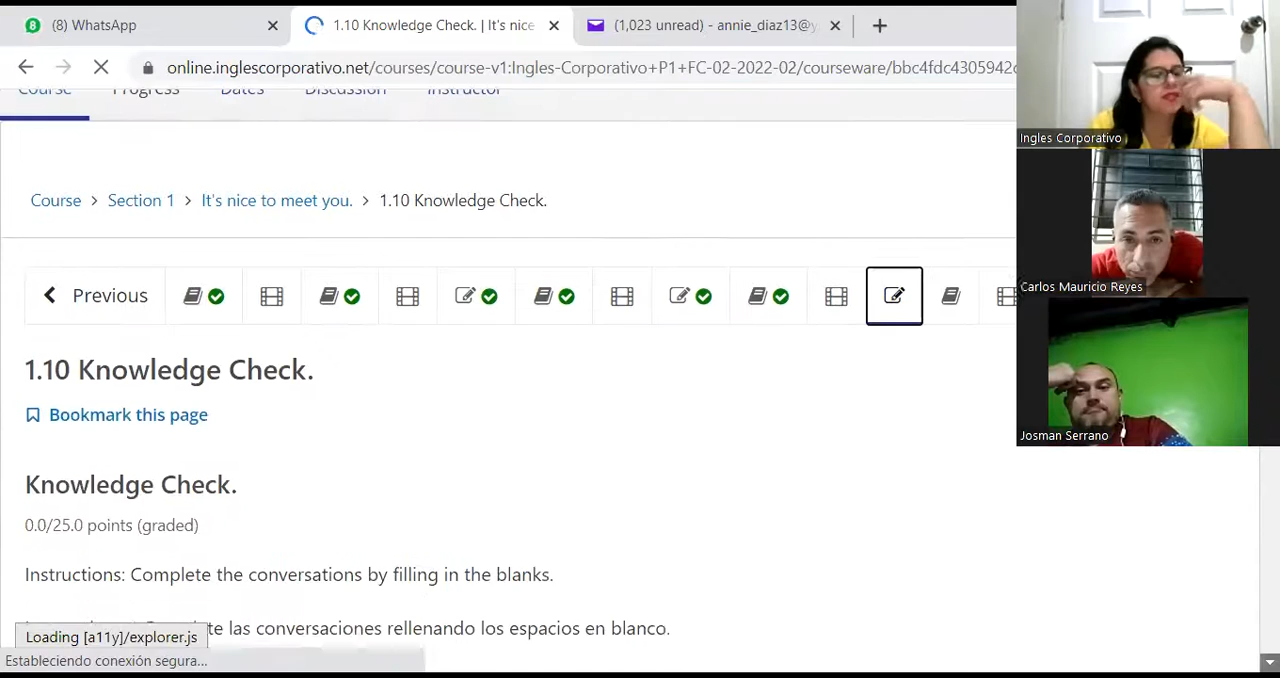 (8) WhatsApp
1.10 Knowledge Check. | It's nice
(1,023 unread) - annie_diaz13@y
online.inglescorporativo.net/courses/course-v1:Ingles-Corporativo+P1+FC-02-2022-02/courseware/bbc4fdc4305942c
Course Progress Dates Discussion Instructor
Course > Section 1 > It's nice to meet you. > 1.10 Knowledge Check.
Previous
1.10 Knowledge Check.
Bookmark this page
Knowledge Check.
0.0/25.0 points (graded)
Instructions: Complete the conversations by filling in the blanks.
las conversaciones rellenando los espacios en blanco.
Loading [a11y]/explorer.js
Estableciendo conexión segura...
Ingles Corporativo
Carlos Mauricio Reyes
Josman Serrano